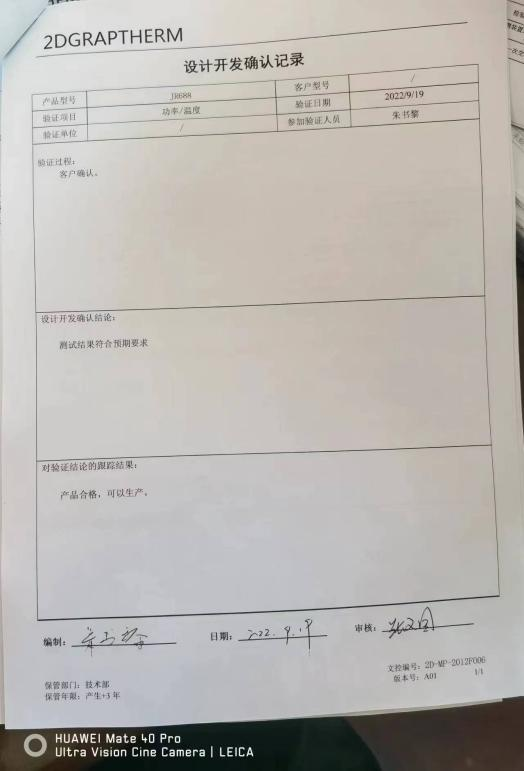 2DGRAPTHERM
设计开发确认记录
产品型号 JR688 客户型号 /
验证项目 功率/温度 验证日期 2022/9/19
验证单位 / 参加验证人员 朱书黎
验证过程:
客户确认。
设计开发确认结论:
测试结果符合预期要求
对验证结论的跟踪结果:
产品合格,可以生产。
编制: 日期: 2022.9.19 审核:
文控编号: 2D-MP-2012F006
保管部门: 技术部 版本号: A01 1/1
保管年限: 产生+3 年
HUAWEI Mate 40 Pro
Ultra Vision Cine Camera | LEICA